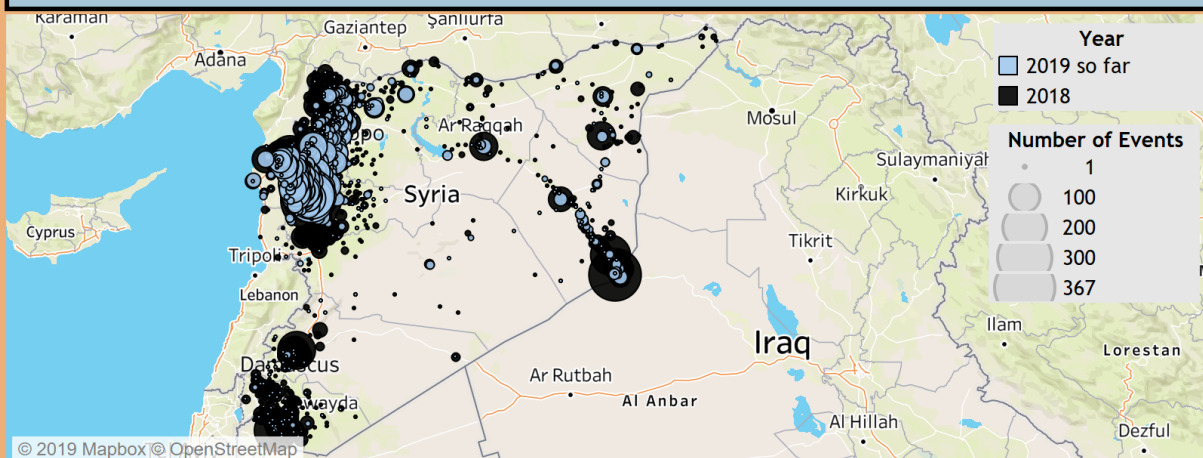 Karaman
Gaziantep
Şanlıurfa
Adana
Year
2019 so far
2018
Mosul
Ar Raqqah
Number of Events
1
100
200
300
367
Sulaymaniyah
Kirkuk
Syria
Cyprus
Tikrit
Tripoli
Lebanon
Ilam
Iraq
Lorestan
Damascus
Ar Rutbah
Al Anbar
Al Hillah
Dezful
© 2019 Mapbox © OpenStreetMap